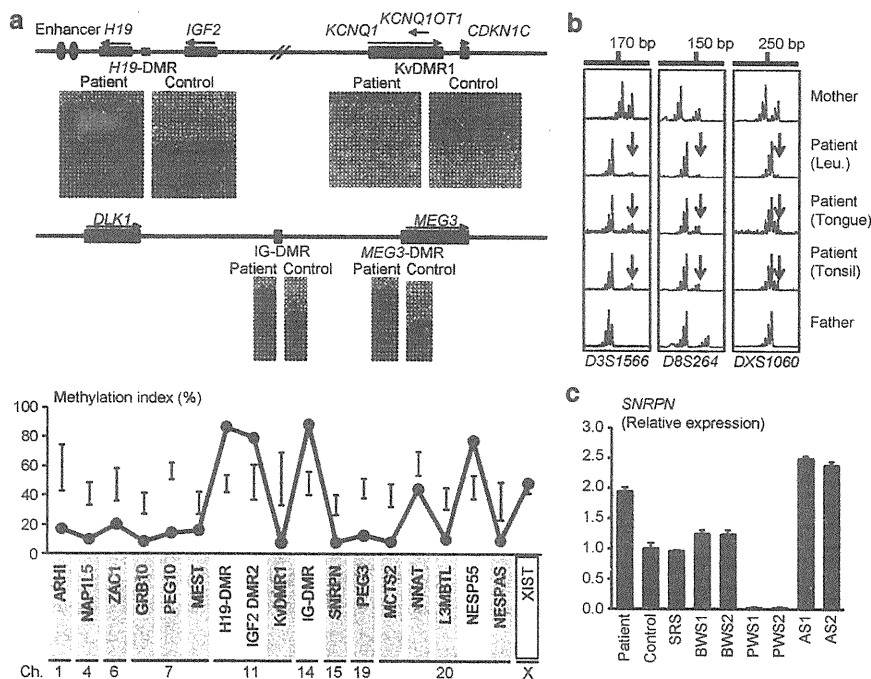 a
Enhancer H19 IGF2 KCNQ1 KCNQ1OT1 CDKN1C
H19-DMR KvDMR1
Patient Control Patient Control
DLK1 MEG3
IG-DMR MEG3-DMR
Patient Control Patient Control
Methylation index (%)
100
80
60
40
20
0
ARHI NAP1L5 ZAC1 GRB10 PEG10 MEST H19-DMR IGF2 DMR2 KvDMR1 IG-DMR SNRPN PEG3 MCTS2 NNAT L3MBTL NESP55 NESPAS XIST
Ch. 1 4 6 7 11 14 15 19 20 X
b
170 bp 150 bp 250 bp
Mother
Patient
(Leu.)
Patient
(Tongue)
Patient
(Tonsil)
Father
D3S1566 D8S264 DXS1060
c
SNRPN
(Relative expression)
3.0
2.5
2.0
1.5
1.0
0.5
0.0
Patient Control SRS BWS1 BWS2 PWS1 PWS2 AS1 AS2